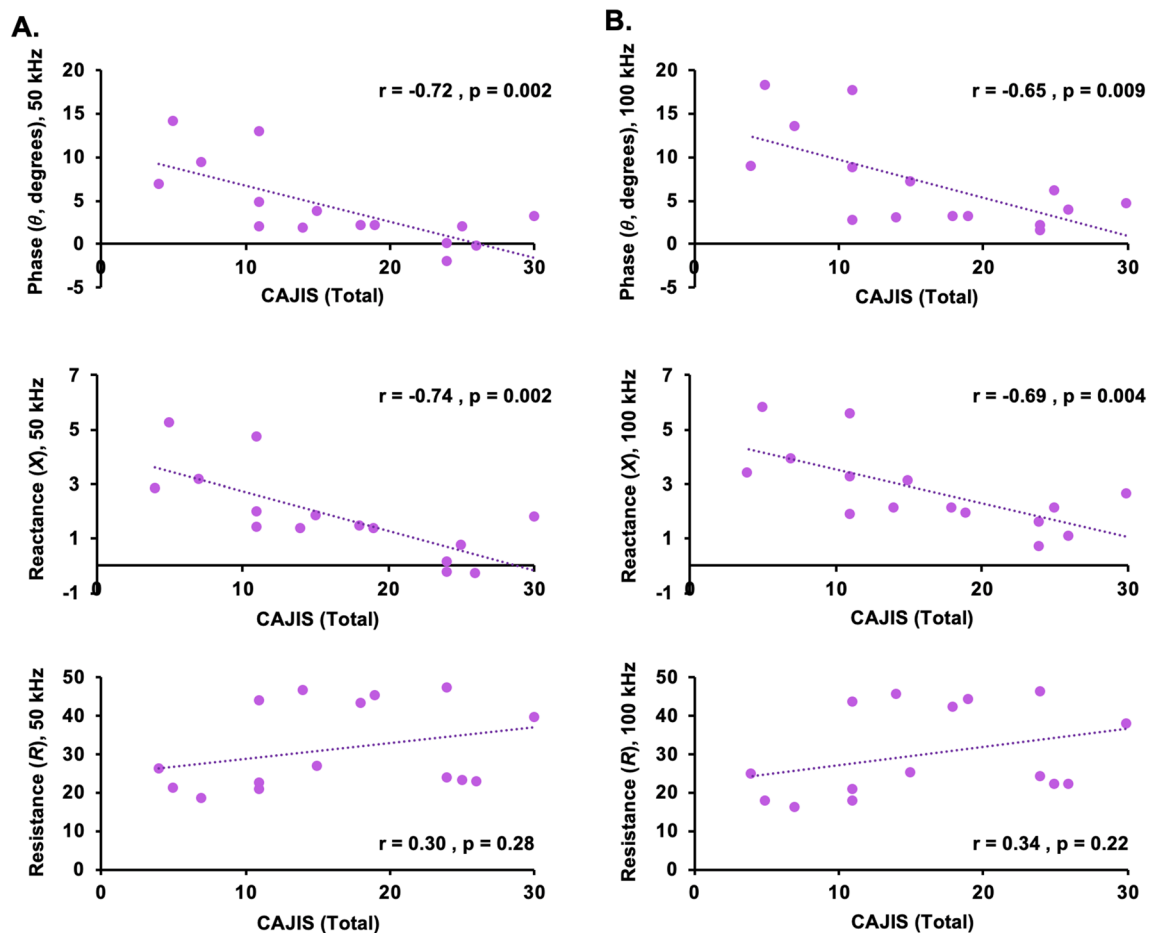 A.
Phase (θ, degrees), 50 kHz
20
15
10
5
0
-5
r = -0.72 , p = 0.002
0
10
20
30
CAJIS (Total)
B.
Phase (θ, degrees), 100 kHz
20
15
10
5
0
-5
r = -0.65 , p = 0.009
0
10
20
30
CAJIS (Total)
Reactance (X), 50 kHz
7
5
3
1
-1
r = -0.74 , p = 0.002
0
10
20
30
CAJIS (Total)
Reactance (X), 100 kHz
7
5
3
1
-1
r = -0.69 , p = 0.004
0
10
20
30
CAJIS (Total)
Resistance (R), 50 kHz
50
40
30
20
10
0
r = 0.30 , p = 0.28
0
10
20
30
CAJIS (Total)
Resistance (R), 100 kHz
50
40
30
20
10
0
r = 0.34 , p = 0.22
0
10
20
30
CAJIS (Total)